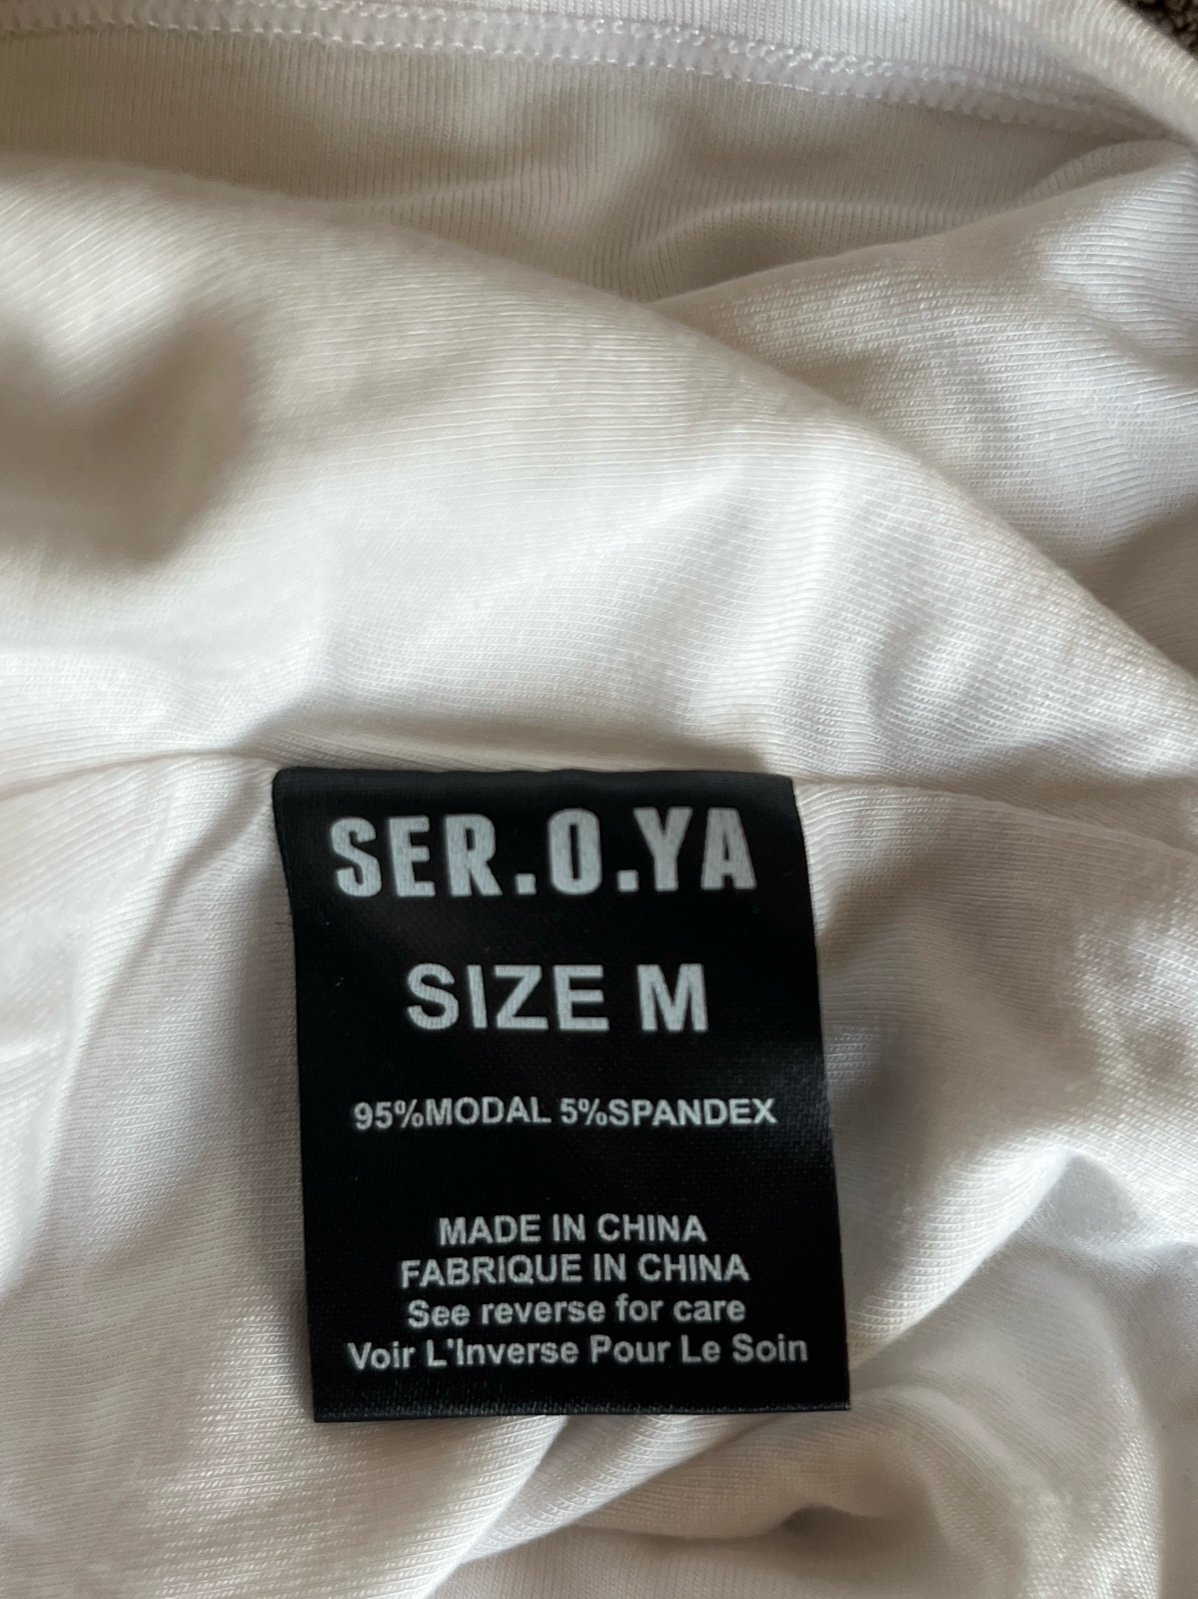 SER.O.YA
SIZE M
95%MODAL 5%SPANDEX
MADE IN CHINA
FABRIQUE IN CHINA
See reverse for care
Voir L'Inverse Pour Le Soin